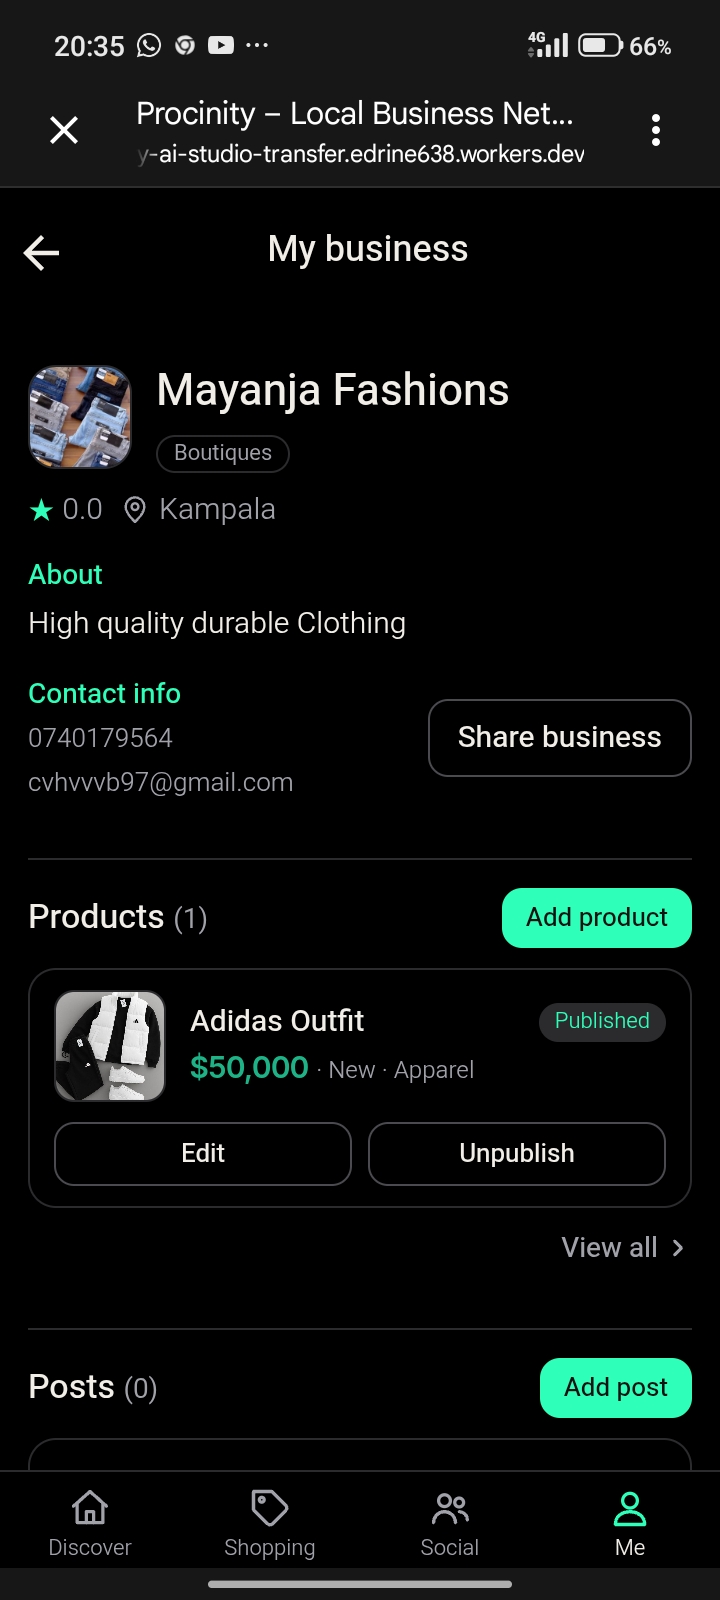 20:35 ... 4G 66%
Procinity – Local Business Net...
y-ai-studio-transfer.edrine638.workers.dev
My business
Mayanja Fashions
Boutiques
0.0 Kampala
About
High quality durable Clothing
Contact info
0740179564
Share business
cvhvvvb97@gmail.com
Products (1)
Add product
Adidas Outfit
Published
$50,000 · New · Apparel
Edit
Unpublish
View all
Posts (0)
Add post
Discover
Shopping
Social
Me